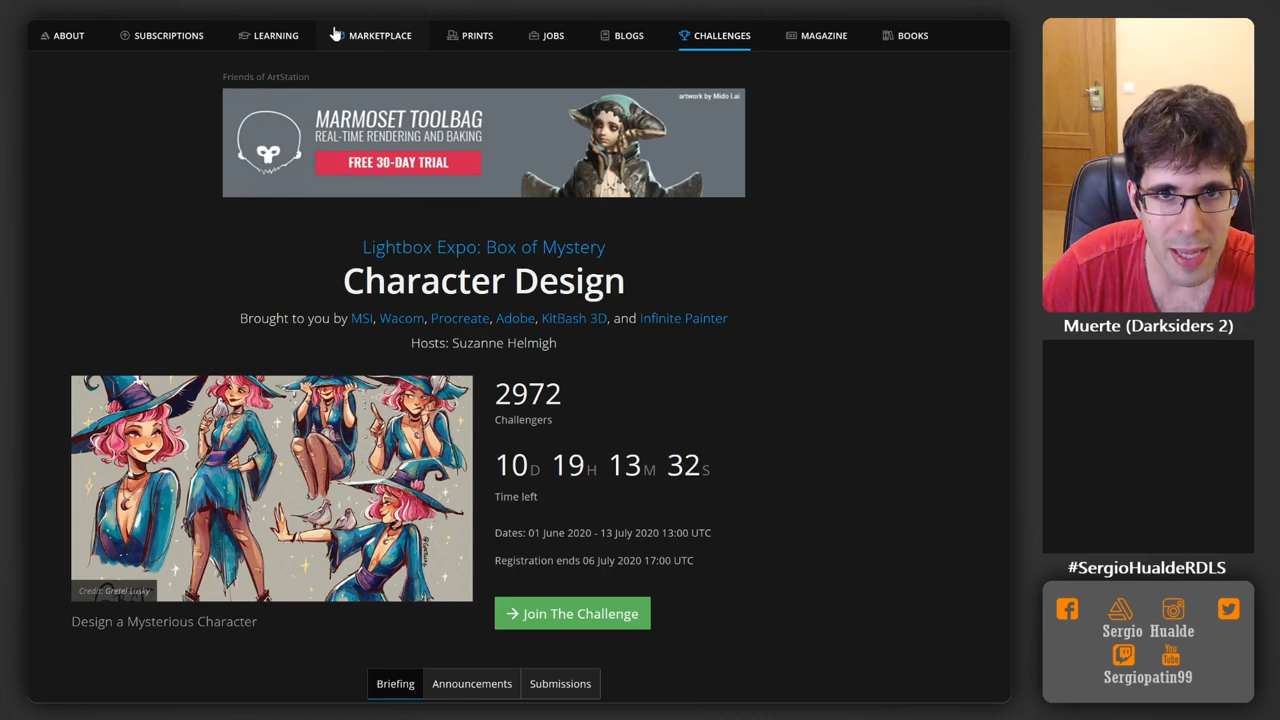 ABOUT
SUBSCRIPTIONS
LEARNING
MARKETPLACE
PRINTS
JOBS
BLOGS
CHALLENGES
MAGAZINE
BOOKS
Friends of ArtStation
artwork by Mido Lai
MARMOSET TOOLBAG
REAL-TIME RENDERING AND BAKING
FREE 30-DAY TRIAL
Lightbox Expo: Box of Mystery
Character Design
Brought to you by MSI, Wacom, Procreate, Adobe, KitBash 3D, and Infinite Painter
Hosts: Suzanne Helmigh
2972
Challengers
10D 19H 13M 32S
Time left
Dates: 01 June 2020 - 13 July 2020 13:00 UTC
Registration ends 06 July 2020 17:00 UTC
→ Join The Challenge
Credit: Gretel Lusky
Design a Mysterious Character
Briefing
Announcements
Submissions
Muerte (Darksiders 2)
#SergioHualdeRDLS
Sergio Hualde
You
Tube
Sergiopatin99